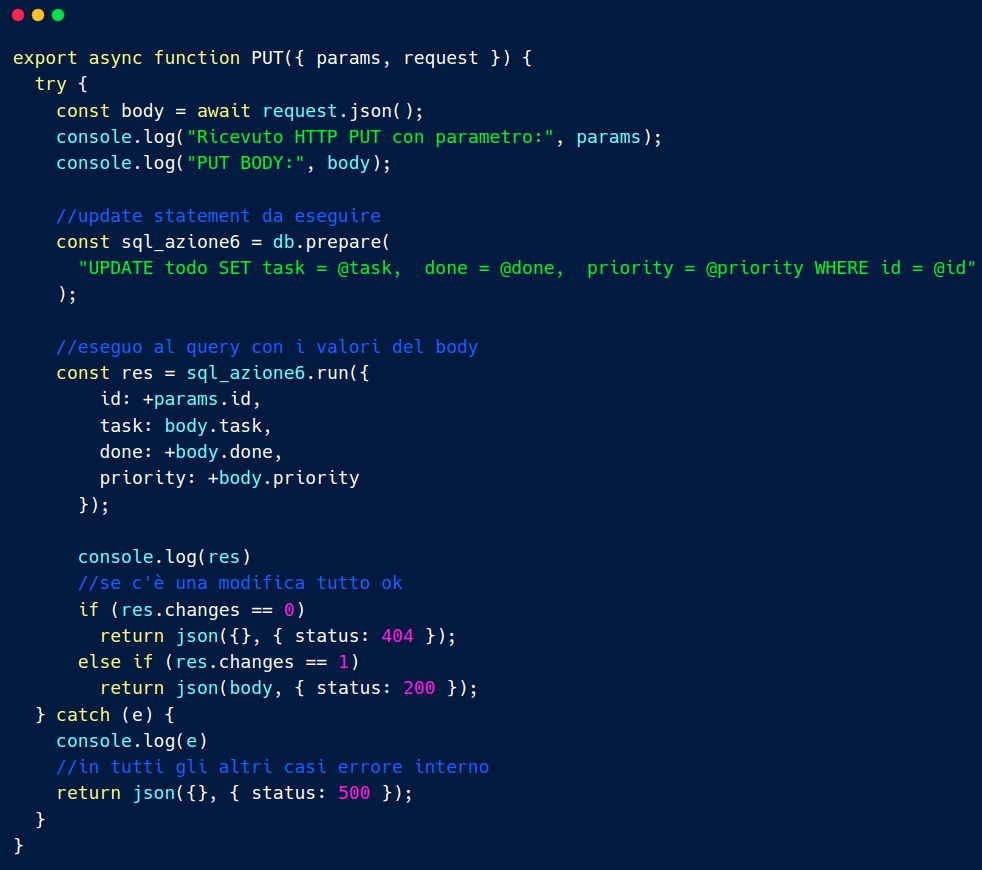 export async function PUT({ params, request }) {
  try {
    const body = await request.json();
    console.log("Ricevuto HTTP PUT con parametro:", params);
    console.log("PUT BODY:", body);

    //update statement da eseguire
    const sql_azione6 = db.prepare(
      "UPDATE todo SET task = @task,  done = @done,  priority = @priority WHERE id = @id"
    );

    //eseguo al query con i valori del body
    const res = sql_azione6.run({
        id: +params.id,
        task: body.task,
        done: +body.done,
        priority: +body.priority
      });

      console.log(res)
      //se c'è una modifica tutto ok
      if (res.changes == 0)
        return json({}, { status: 404 });
      else if (res.changes == 1)
        return json(body, { status: 200 });
  } catch (e) {
    console.log(e)
    //in tutti gli altri casi errore interno
    return json({}, { status: 500 });
  }
}